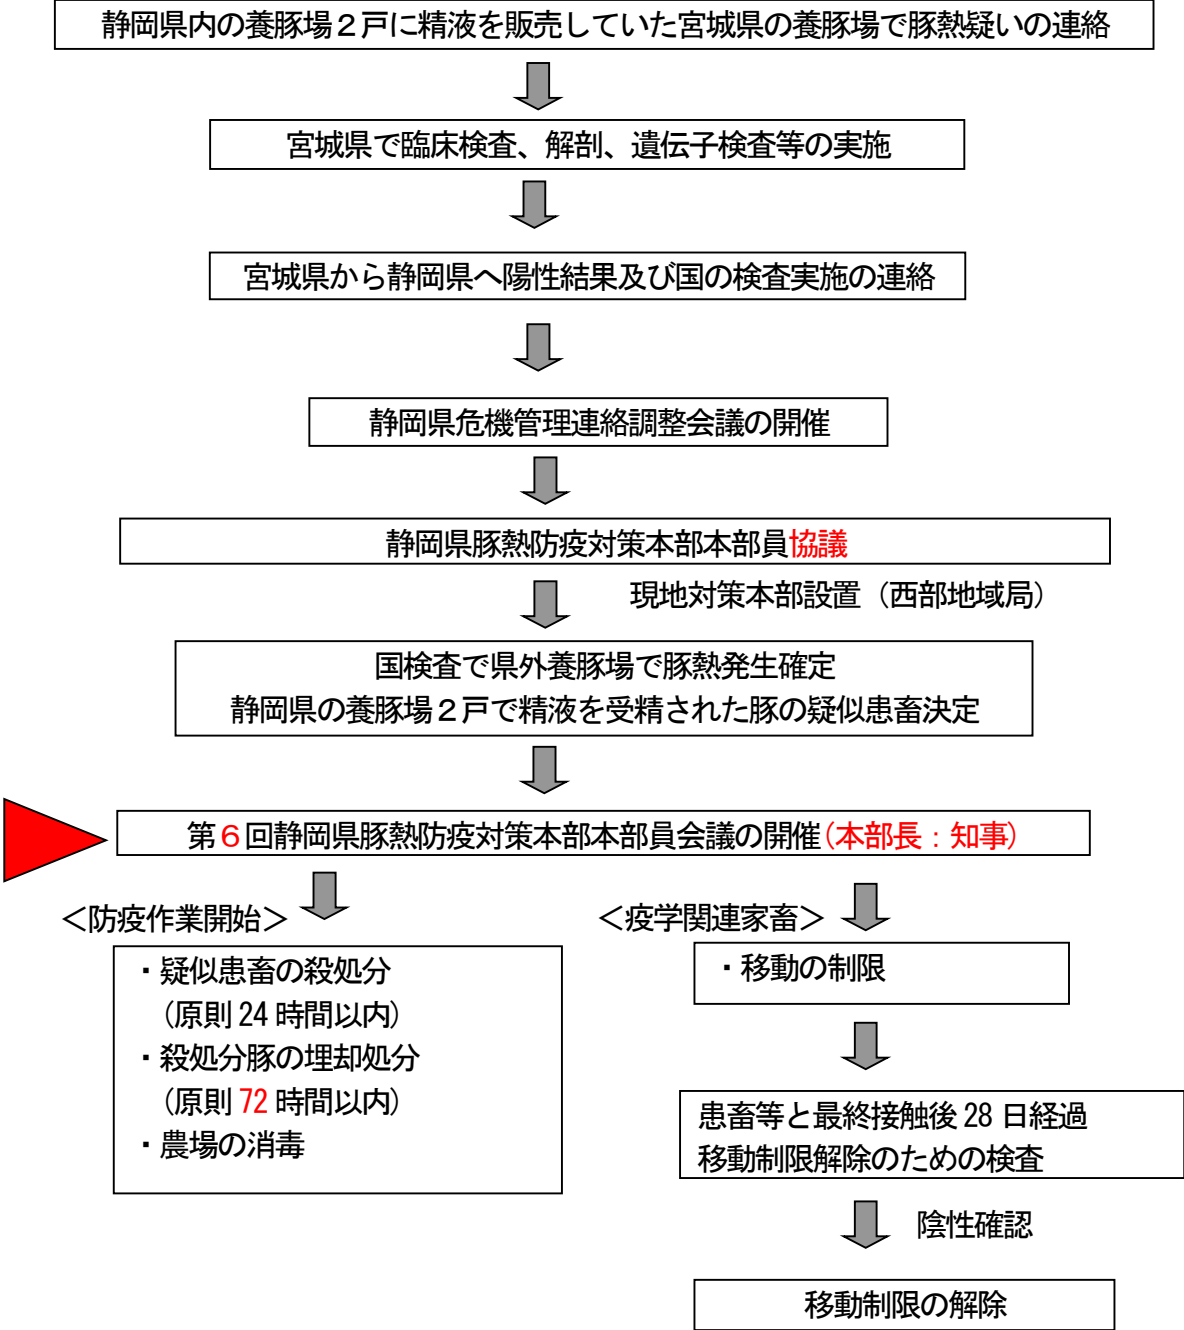 静岡県内の養豚場２戸に精液を販売していた宮城県の養豚場で豚熱疑いの連絡
宮城県で臨床検査、解剖、遺伝子検査等の実施
宮城県から静岡県へ陽性結果及び国の検査実施の連絡
静岡県危機管理連絡調整会議の開催
静岡県豚熱防疫対策本部本部員協議
現地対策本部設置（西部地域局）
国検査で県外養豚場で豚熱発生確定
静岡県の養豚場２戸で精液を受精された豚の疑似患畜決定
第６回静岡県豚熱防疫対策本部本部員会議の開催（本部長：知事）
＜防疫作業開始＞
・疑似患畜の殺処分
（原則24時間以内）
・殺処分豚の埋却処分
（原則72時間以内）
・農場の消毒
＜疫学関連家畜＞
・移動の制限
患畜等と最終接触後28日経過
移動制限解除のための検査
陰性確認
移動制限の解除